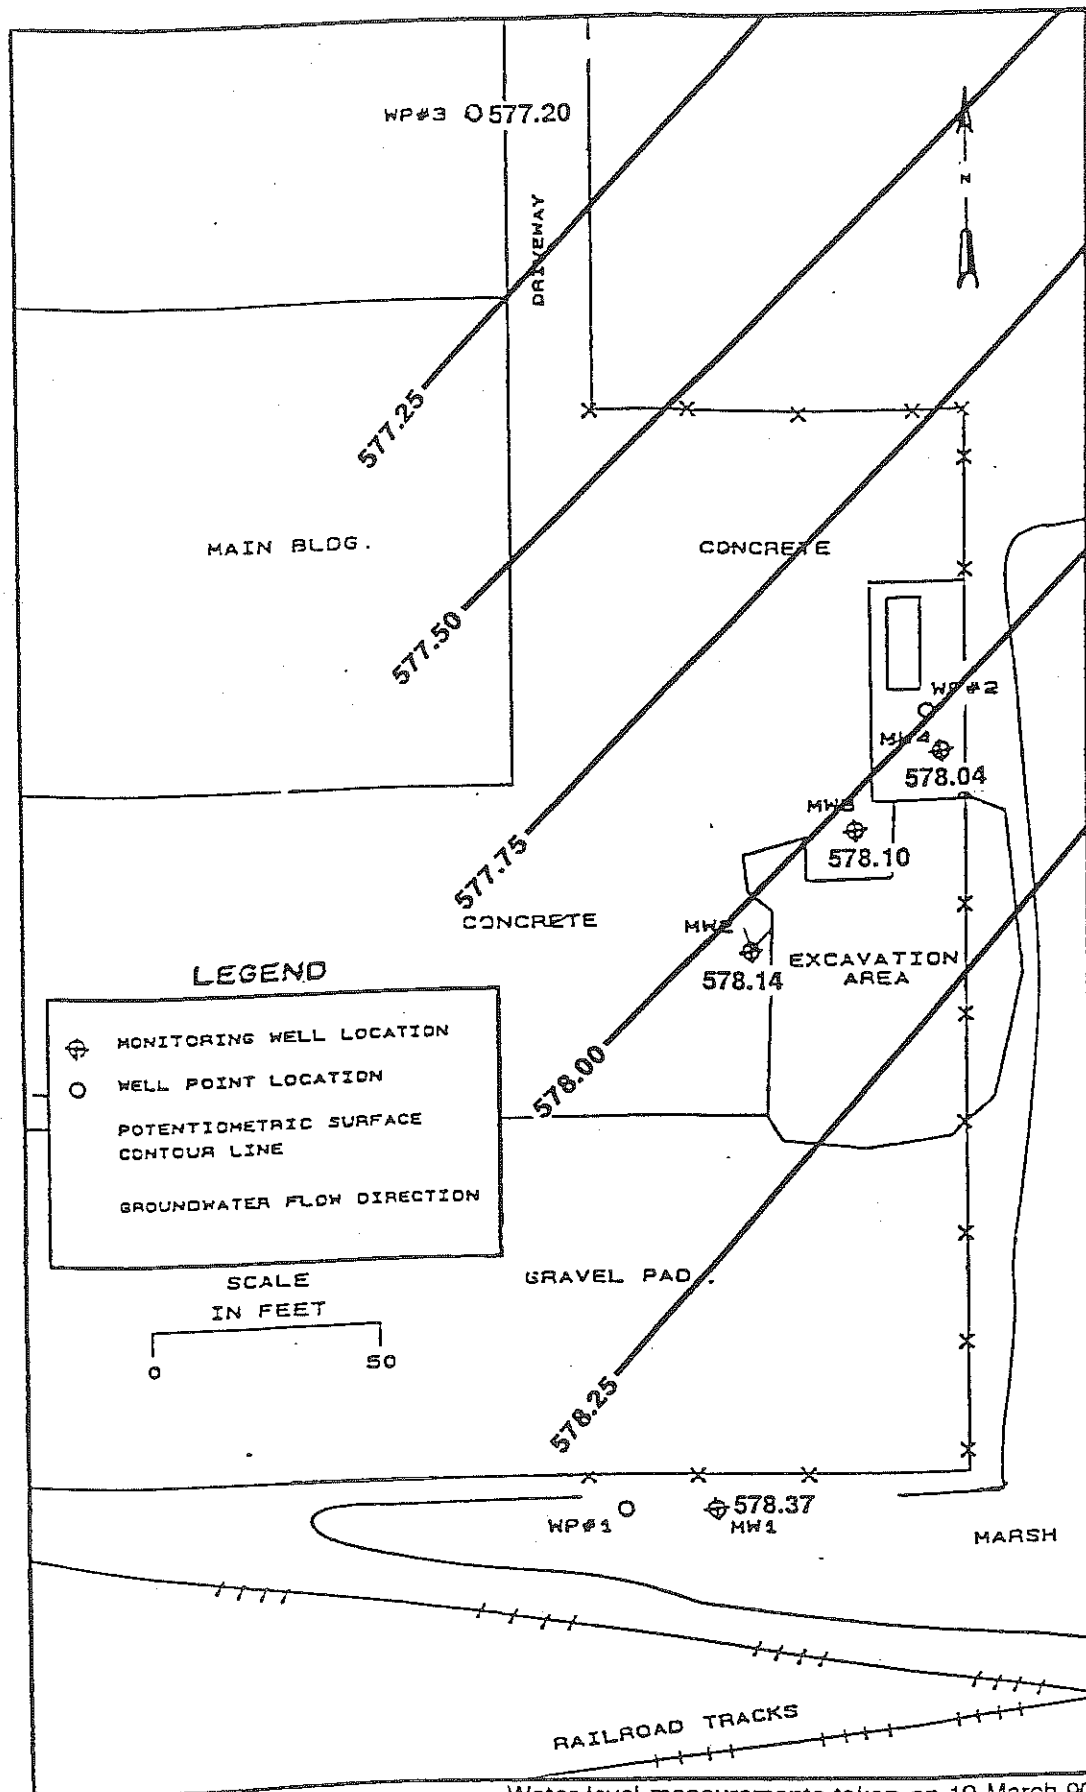 WP#3 577.20
N
DRIVEWAY
577.25
MAIN BLDG.
CONCRETE
577.50
WP#2
MW4
578.04
577.75
578.10
CONCRETE
MW2
578.14
EXCAVATION
AREA
LEGEND
MONITORING WELL LOCATION
WELL POINT LOCATION
POTENTIOMETRIC SURFACE
CONTOUR LINE
GROUNDWATER FLOW DIRECTION
578.00
SCALE
IN FEET
0 50
GRAVEL PAD.
578.25
WP#1
578.37
MW1
MARSH
RAILROAD TRACKS
Water level measurements taken on 19 March 90